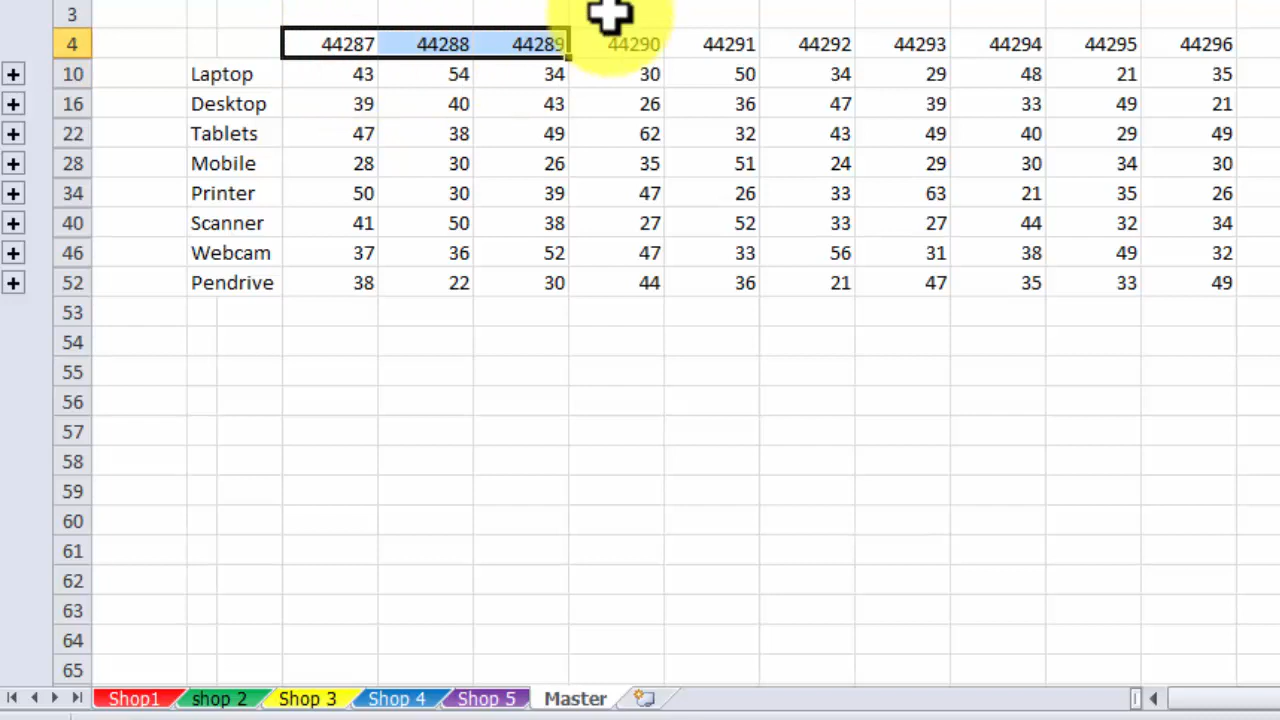 3
4 44287 44288 44289 44290 44291 44292 44293 44294 44295 44296
10 Laptop 43 54 34 30 50 34 29 48 21 35
16 Desktop 39 40 43 26 36 47 39 33 49 21
22 Tablets 47 38 49 62 32 43 49 40 29 49
28 Mobile 28 30 26 35 51 24 29 30 34 30
34 Printer 50 30 39 47 26 33 63 21 35 26
40 Scanner 41 50 38 27 52 33 27 44 32 34
46 Webcam 37 36 52 47 33 56 31 38 49 32
52 Pendrive 38 22 30 44 36 21 47 35 33 49
53
54
55
56
57
58
59
60
61
62
63
64
65
Shop1 shop 2 Shop 3 Shop 4 Shop 5 Master